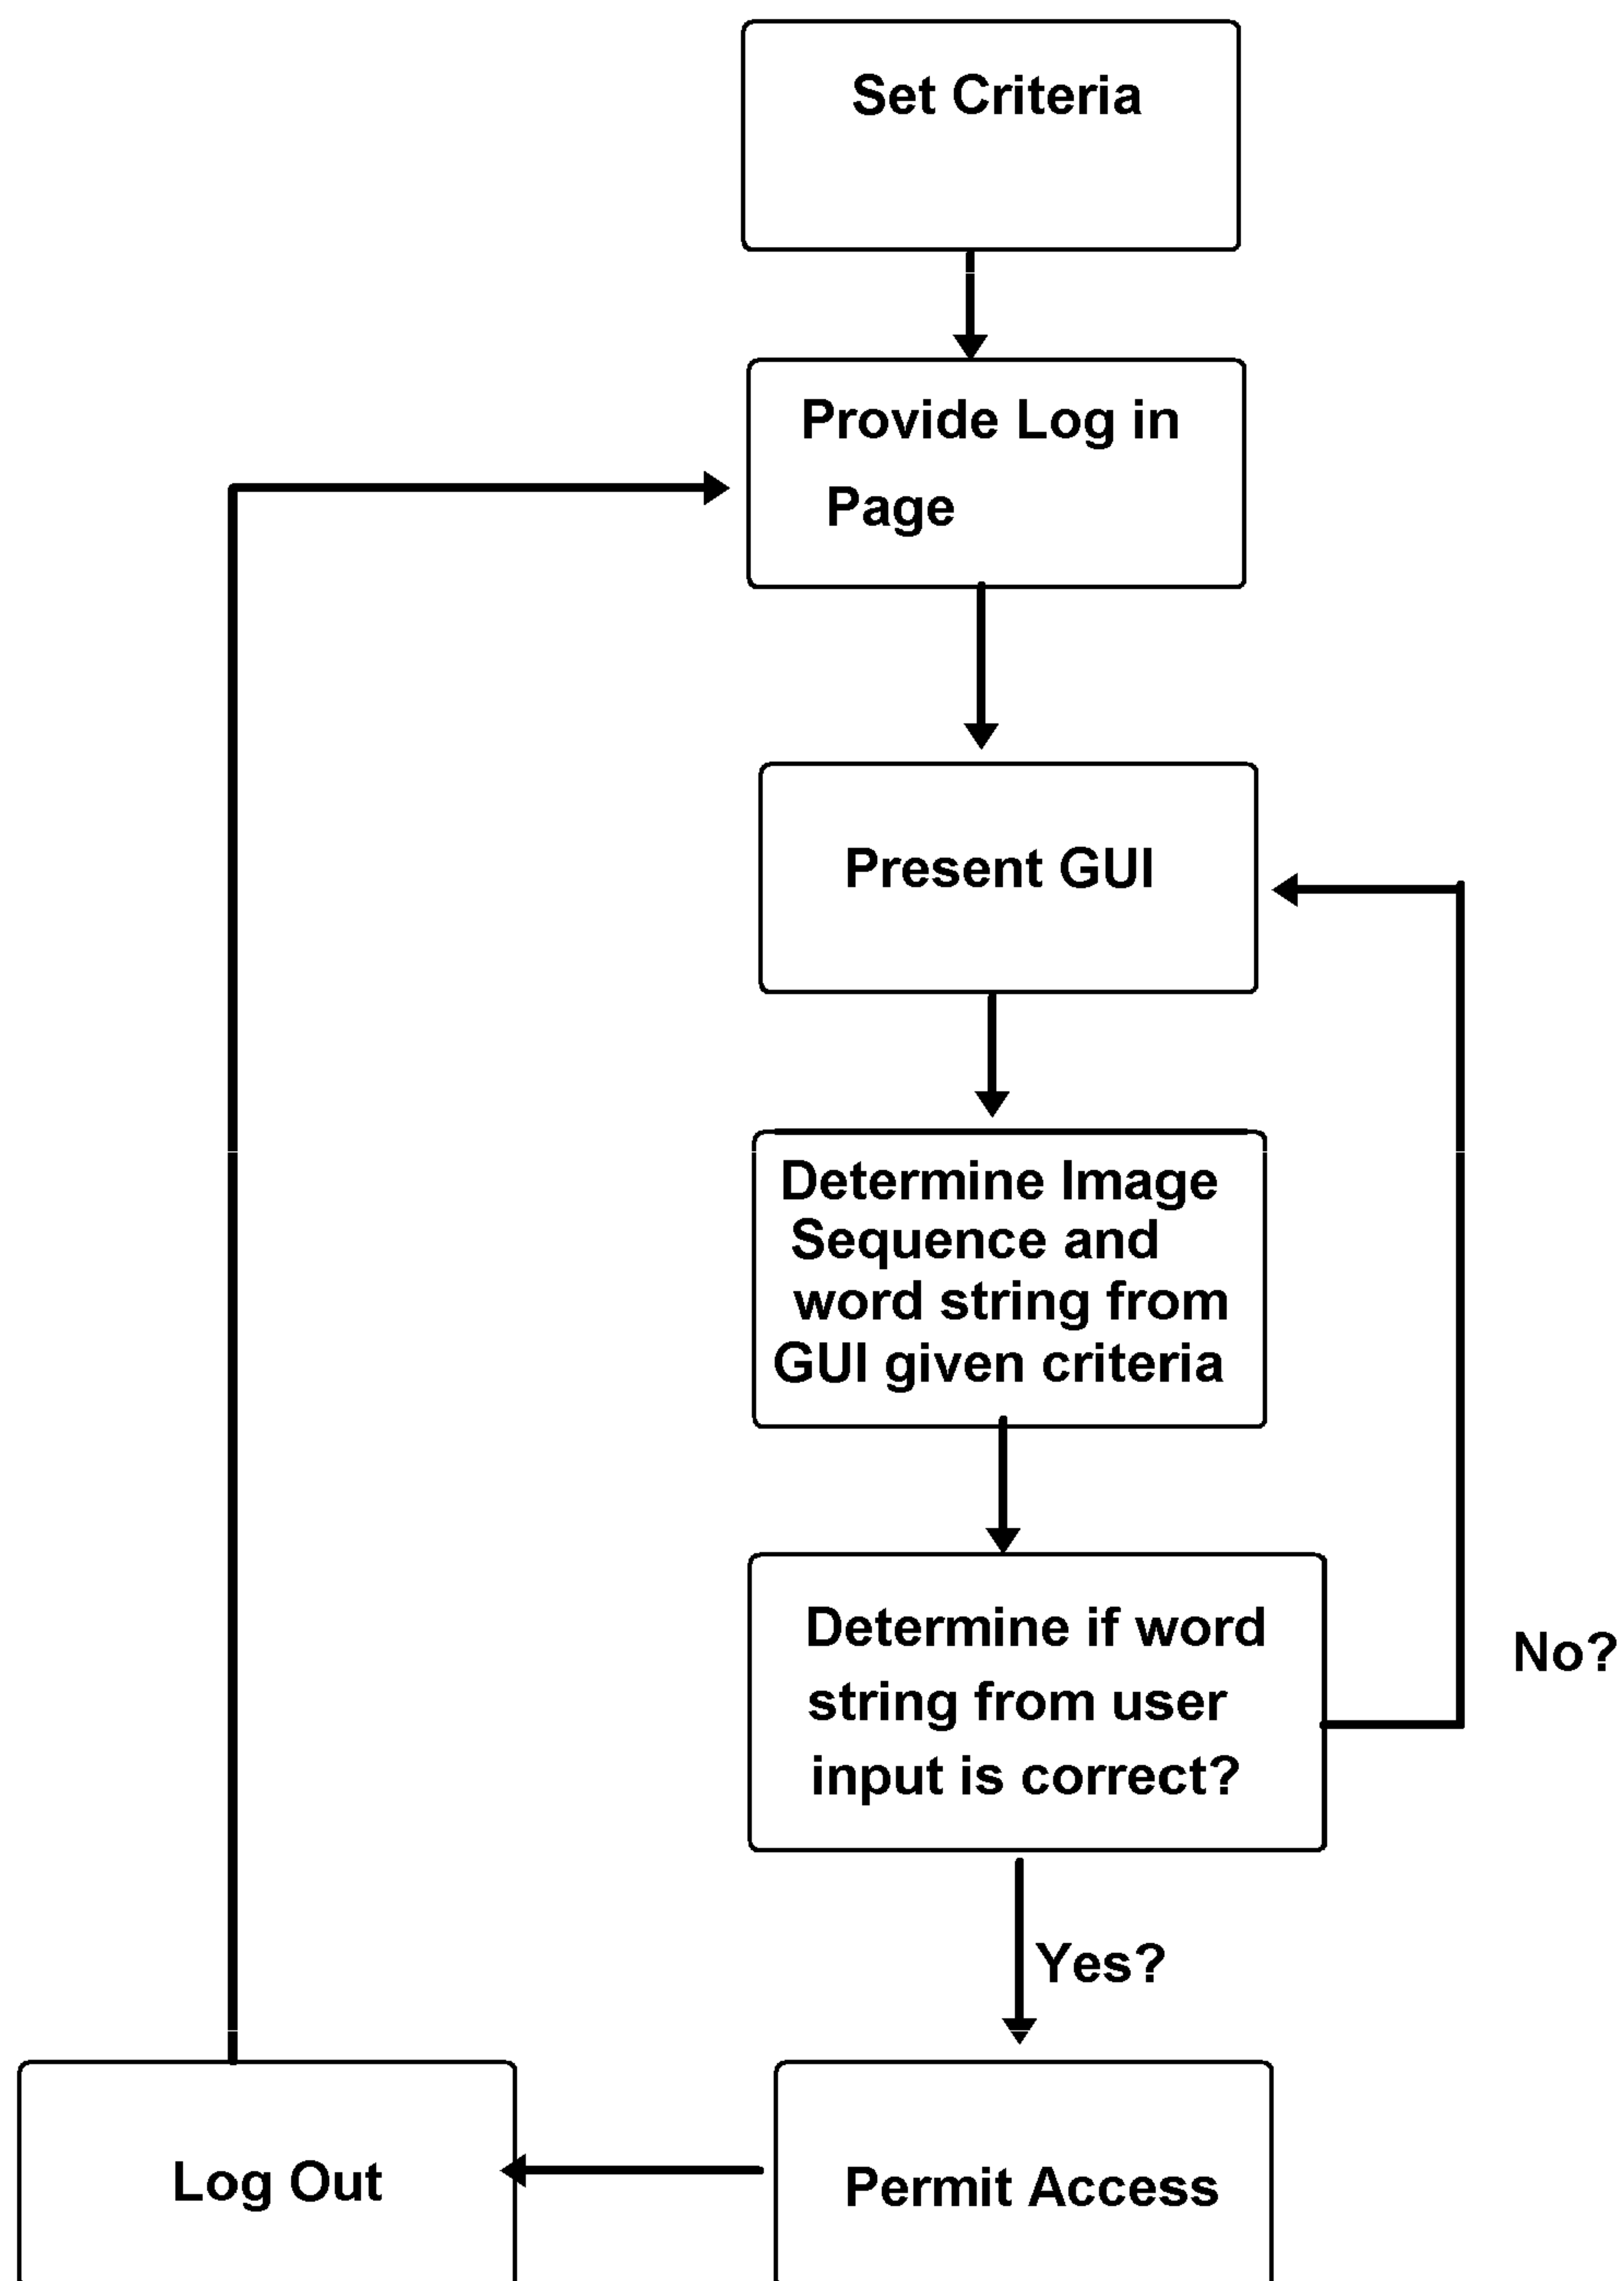 Set Criteria
Provide Log in
Page
Present GUI
Determine Image
Sequence and
word string from
GUI given criteria
Determine if word
string from user
input is correct?
No?
Yes?
Log Out
Permit Access